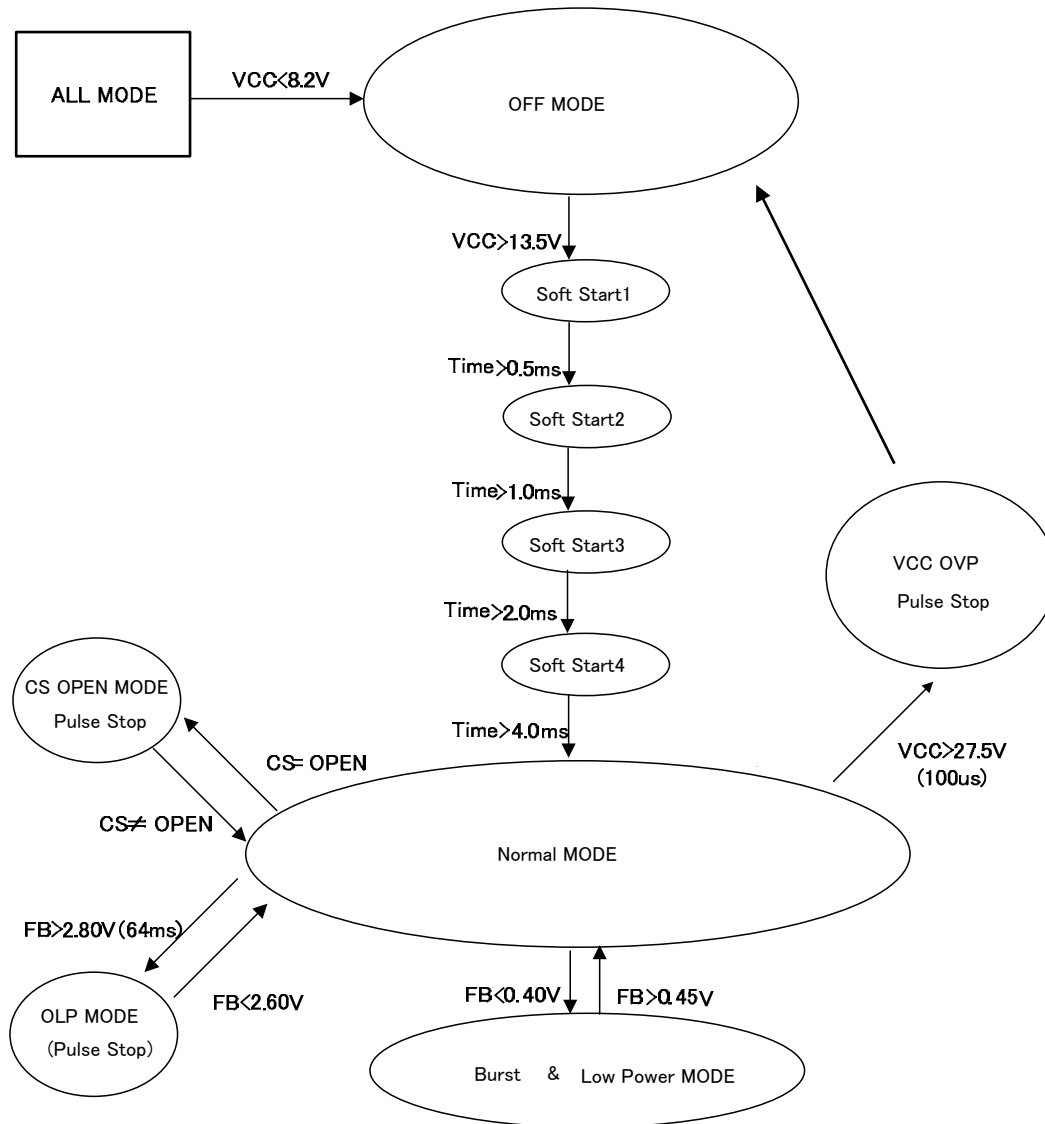 ALL MODE
VCC<8.2V
OFF MODE
VCC>13.5V
Soft Start1
Time>0.5ms
Soft Start2
Time>1.0ms
Soft Start3
VCC OVP
Pulse Stop
Time>2.0ms
Soft Start4
CS OPEN MODE
Pulse Stop
Time>4.0ms
CS= OPEN
VCC>27.5V
(100us)
CS≠ OPEN
Normal MODE
FB>2.80V(64ms)
FB<2.60V
FB<0.40V
FB>0.45V
OLP MODE
(Pulse Stop)
Burst & Low Power MODE